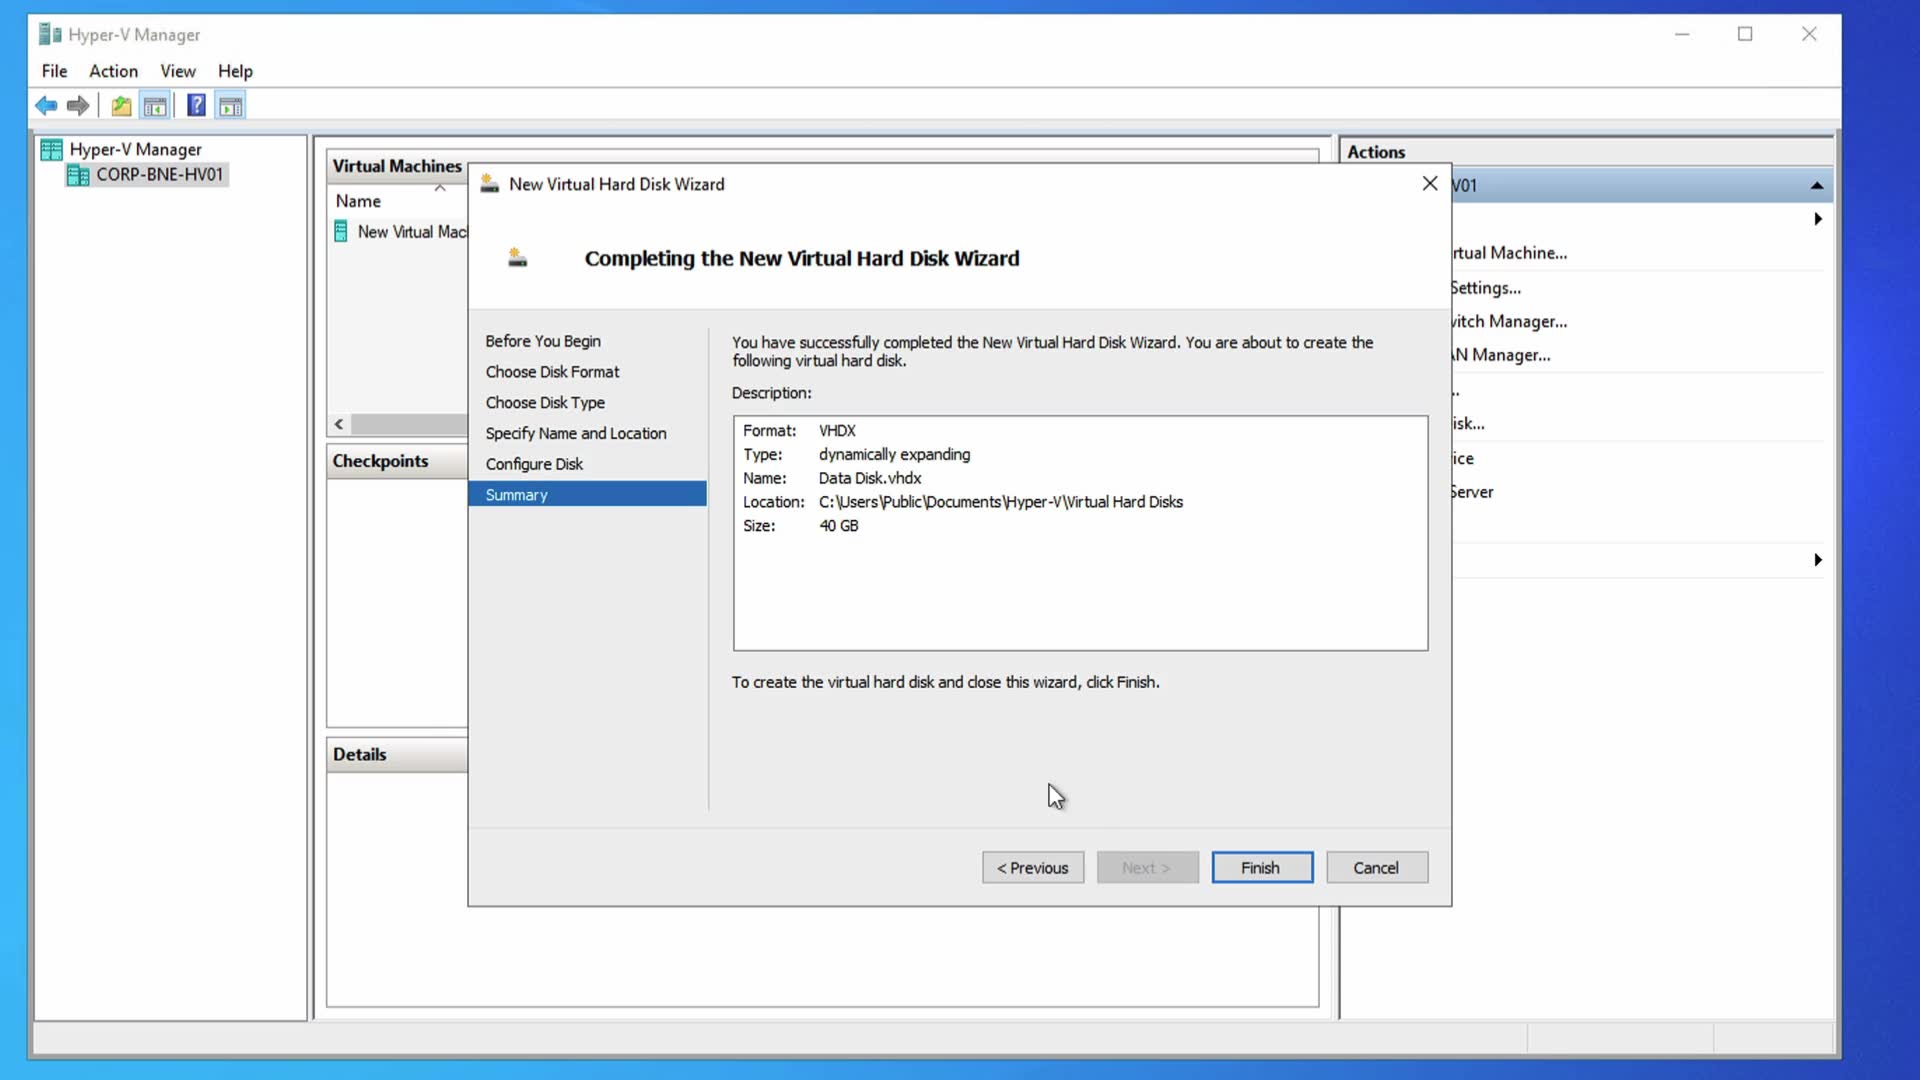 Hyper-V Manager
File Action View Help
Hyper-V Manager
CORP-BNE-HV01
Virtual Machines
Name
New Virtual Mac
Checkpoints
Details
New Virtual Hard Disk Wizard
Completing the New Virtual Hard Disk Wizard
Before You Begin
Choose Disk Format
Choose Disk Type
Specify Name and Location
Configure Disk
Summary
You have successfully completed the New Virtual Hard Disk Wizard. You are about to create the
following virtual hard disk.
Description:
Format: VHDX
Type: dynamically expanding
Name: Data Disk.vhdx
Location: C:\Users\Public\Documents\Hyper-V\Virtual Hard Disks
Size: 40 GB
To create the virtual hard disk and close this wizard, click Finish.
< Previous Next > Finish Cancel
Actions
V01
rtual Machine...
Settings...
vitch Manager...
AN Manager...
..
isk...
ice
Server